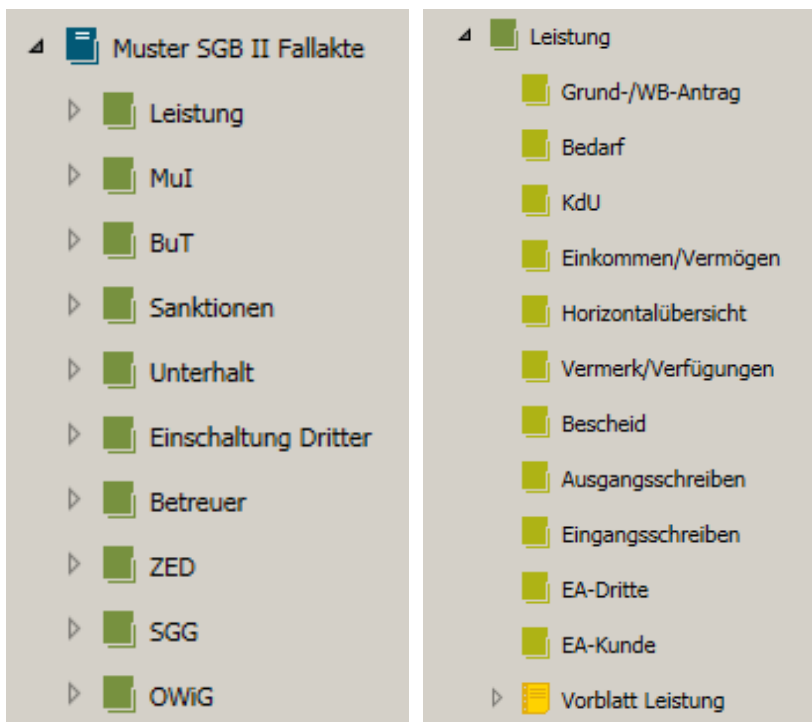 Muster SGB II Fallakte
Leistung
MuI
BuT
Sanktionen
Unterhalt
Einschaltung Dritter
Betreuer
ZED
SGG
OWiG
Leistung
Grund-/WB-Antrag
Bedarf
KdU
Einkommen/Vermögen
Horizontalübersicht
Vermerk/Verfügungen
Bescheid
Ausgangsschreiben
Eingangsschreiben
EA-Dritte
EA-Kunde
Vorblatt Leistung